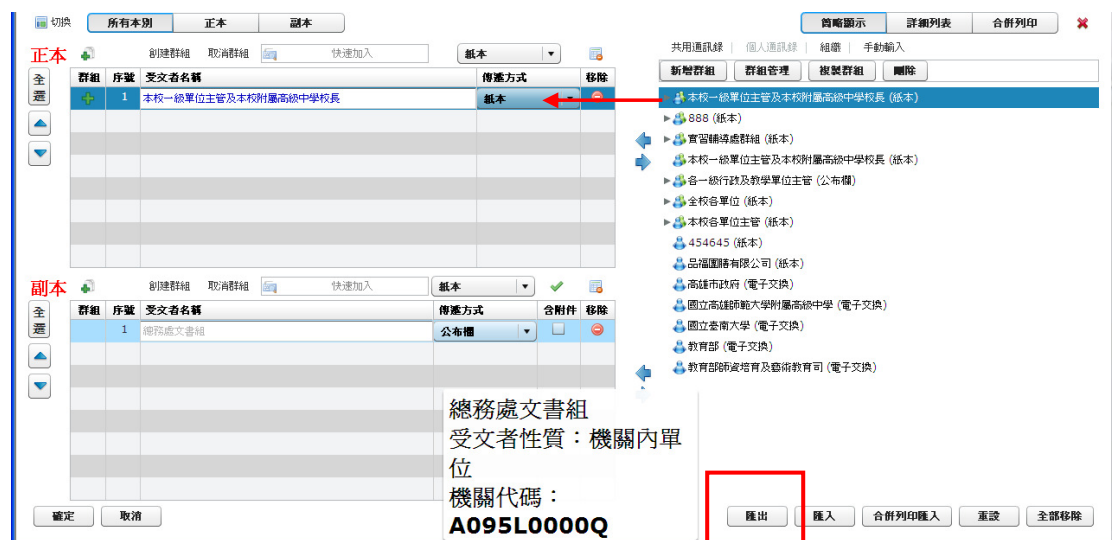 切換 所有本別 正本 副本 簡略顯示 詳細列表 合併列印
正本 創建群組 取消群組 快速加入 紙本
共用通訊錄 | 個人通訊錄 | 組織 | 手動輸入
新增群組 群組管理 複製群組 刪除
全選
群組 序號 受文者名稱 傳遞方式 移除
1 本校一級單位主管及本校附屬高級中學校長 紙本
本校一級單位主管及本校附屬高級中學校長 (紙本)
888 (紙本)
實習輔導處群組 (紙本)
本校一級單位主管及本校附屬高級中學校長 (紙本)
各一級行政及教學單位主管 (公布欄)
全校各單位 (紙本)
本校各單位主管 (紙本)
454645 (紙本)
品福團膳有限公司 (紙本)
高雄市政府 (電子交換)
國立高雄師範大學附屬高級中學 (電子交換)
國立臺南大學 (電子交換)
教育部 (電子交換)
教育部師資培育及藝術教育司 (電子交換)
副本 創建群組 取消群組 快速加入 紙本
全選
群組 序號 受文者名稱 傳遞方式 含附件 移除
1 總務處文書組 公布欄
總務處文書組
受文者性質：機關內單
位
機關代碼：
A095L0000Q
確定 取消 匯出 匯入 合併列印匯入 重設 全部移除